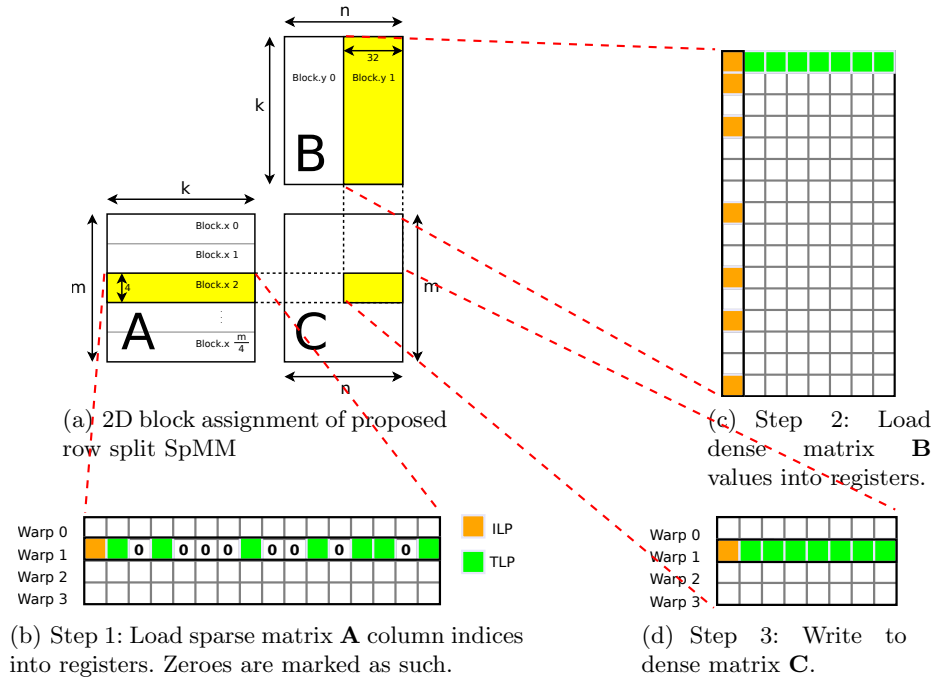 n
32
Block.y 0
Block.y 1
k
B
k
Block.x 0
Block.x 1
m
Block.x 2
4
m
A
C
⋮
Block.x m/4
n
(a) 2D block assignment of proposed
row split SpMM
(c) Step 2: Load
dense matrix B
values into registers.
Warp 0
Warp 1
0 0 0 0 0 0 0 0
Warp 2
Warp 3
ILP
TLP
Warp 0
Warp 1
Warp 2
Warp 3
(b) Step 1: Load sparse matrix A column indices
into registers. Zeroes are marked as such.
(d) Step 3: Write to
dense matrix C.